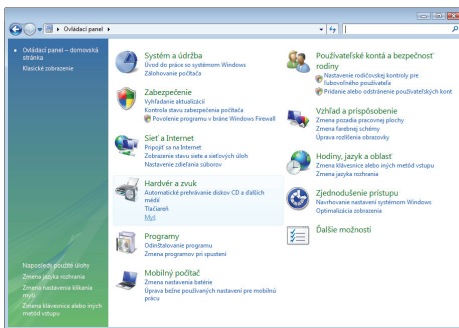 Ovládací panel
Ovládací panel – domovská
stránka
Klasické zobrazenie
Systém a údržba
Úvod do práce so systémom Windows
Zálohovanie počítača
Zabezpečenie
Vyhľadanie aktualizácií
Kontrola stavu zabezpečenia počítača
Povolenie programu v bráne Windows Firewall
Sieť a Internet
Pripojiť sa na Internet
Zobrazenie stavu siete a sieťových úloh
Nastavenie zdieľania súborov
Hardvér a zvuk
Automatické prehrávanie diskov CD a ďalších
médií
Tlačiareň
Myš
Programy
Odinštalovanie programu
Zmena programov pri spustení
Mobilný počítač
Zmena nastavenia batérie
Úprava bežne používaných nastavení pre mobilnú
prácu
Používateľské kontá a bezpečnosť
rodiny
Nastavenie rodičovskej kontroly pre
ľubovoľného používateľa
Pridanie alebo odstránenie používateľských kont
Vzhľad a prispôsobenie
Zmena pozadia pracovnej plochy
Zmena farebnej schémy
Úprava rozlíšenia obrazovky
Hodiny, jazyk a oblasť
Zmena klávesnice alebo iných metód vstupu
Zmena jazyka rozhrania
Zjednodušenie prístupu
Navrhovanie nastavení systémom Windows
Optimalizácia zobrazenia
Ďalšie možnosti
Naposledy použité úlohy
Zmena jazyka rozhrania
Zmena nastavenia klikania
myši
Zmena klávesnice alebo iných
metód vstupu